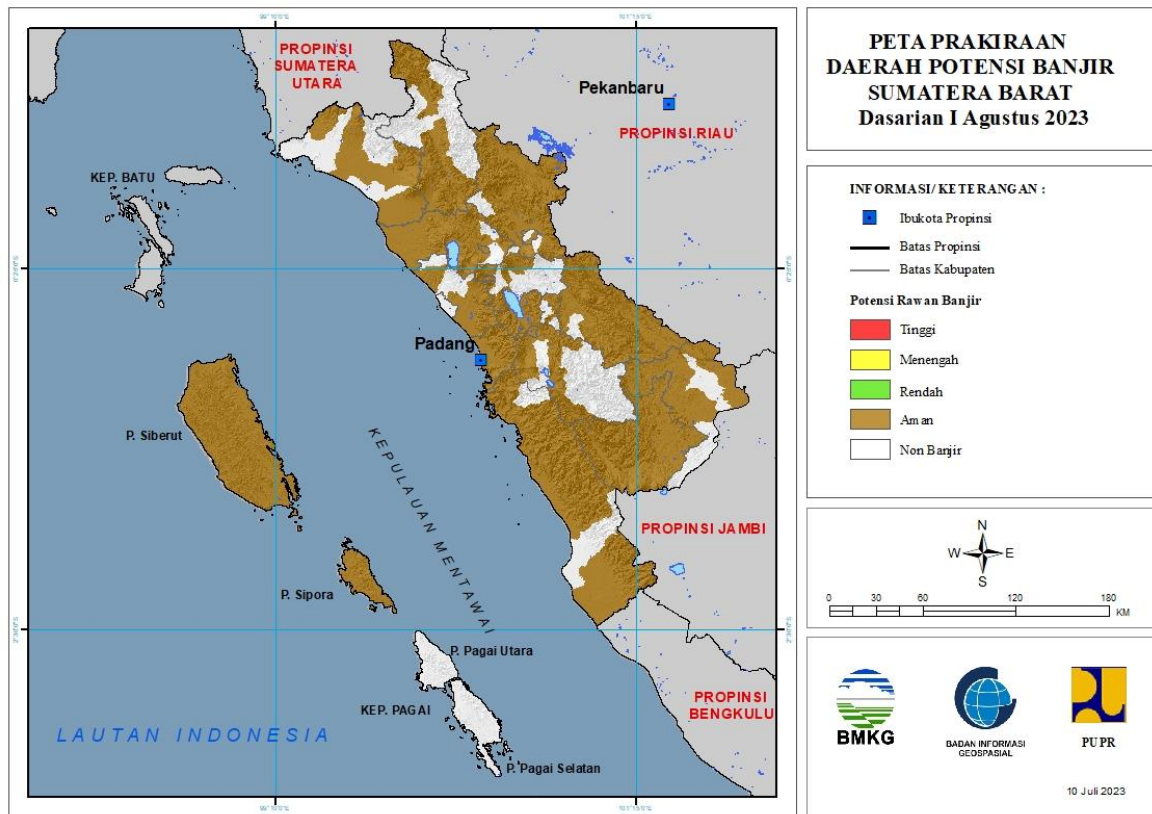 PETA PRAKIRAAN
DAERAH POTENSI BANJIR
SUMATERA BARAT
Dasarian I Agustus 2023
INFORMASI/ KETERANGAN :
Ibukota Propinsi
Batas Propinsi
Batas Kabupaten
Potensi Rawan Banjir
Tinggi
Menengah
Rendah
Aman
Non Banjir
N
W E
S
0 30 60 120 180
KM
BMKG
BADAN INFORMASI
GEOSPASIAL
PUPR
10 Juli 2023
PROPINSI
SUMATERA
UTARA
Pekanbaru
PROPINSI RIAU
KEP. BATU
Padang
P. Siberut
KEPULAUAN MENTAWAI
PROPINSI JAMBI
P. Sipora
P. Pagai Utara
KEP. PAGAI
PROPINSI
BENGKULU
LAUTAN INDONESIA
P. Pagai Selatan